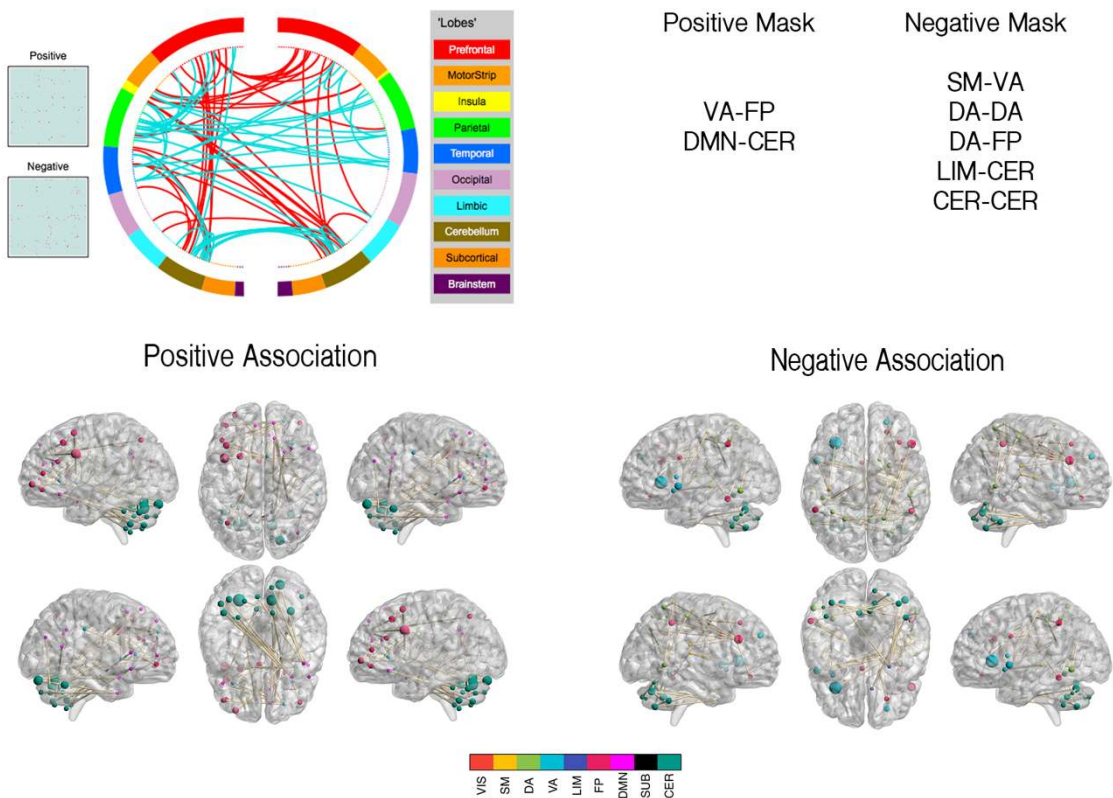 Positive
Negative
'Lobes'
Prefrontal
MotorStrip
Insula
Parietal
Temporal
Occipital
Limbic
Cerebellum
Subcortical
Brainstem
Positive Mask
VA-FP
DMN-CER
Negative Mask
SM-VA
DA-DA
DA-FP
LIM-CER
CER-CER
Positive Association
Negative Association
VIS
SM
DA
VA
LIM
FP
DMN
SUB
CER